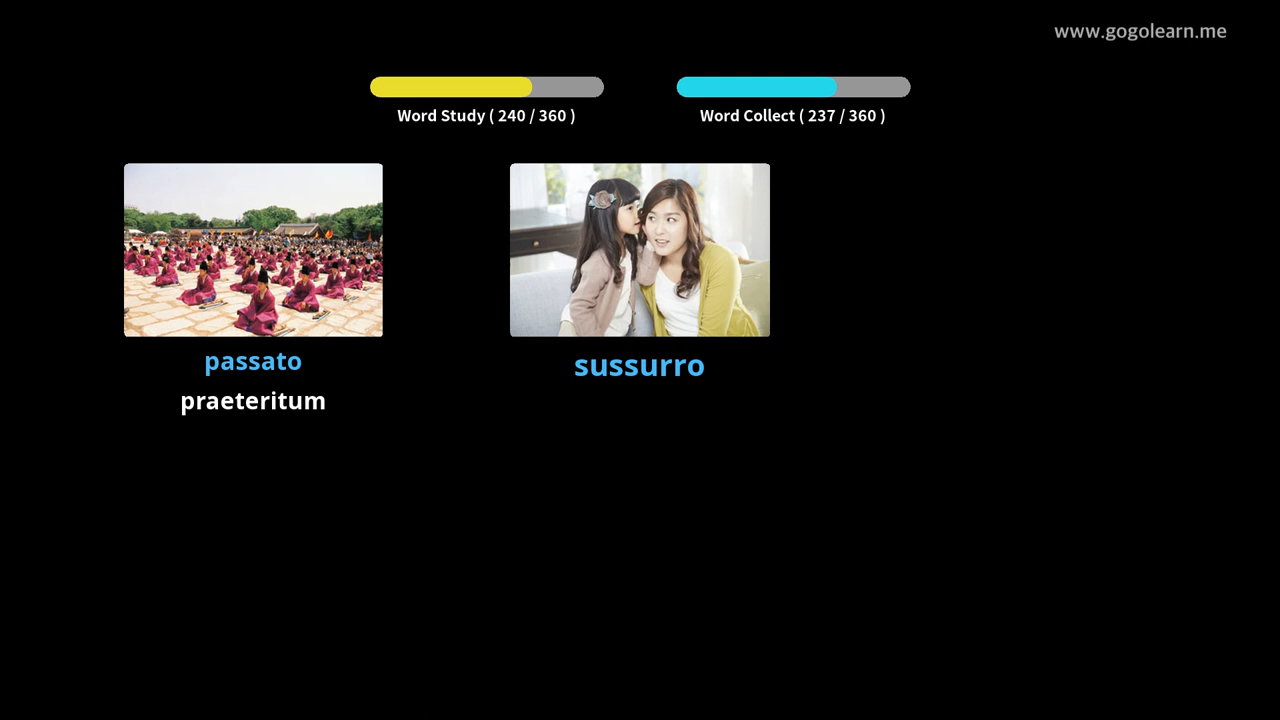 www.gogolearn.me
Word Study ( 240 / 360 )
Word Collect ( 237 / 360 )
passato
praeteritum
sussurro